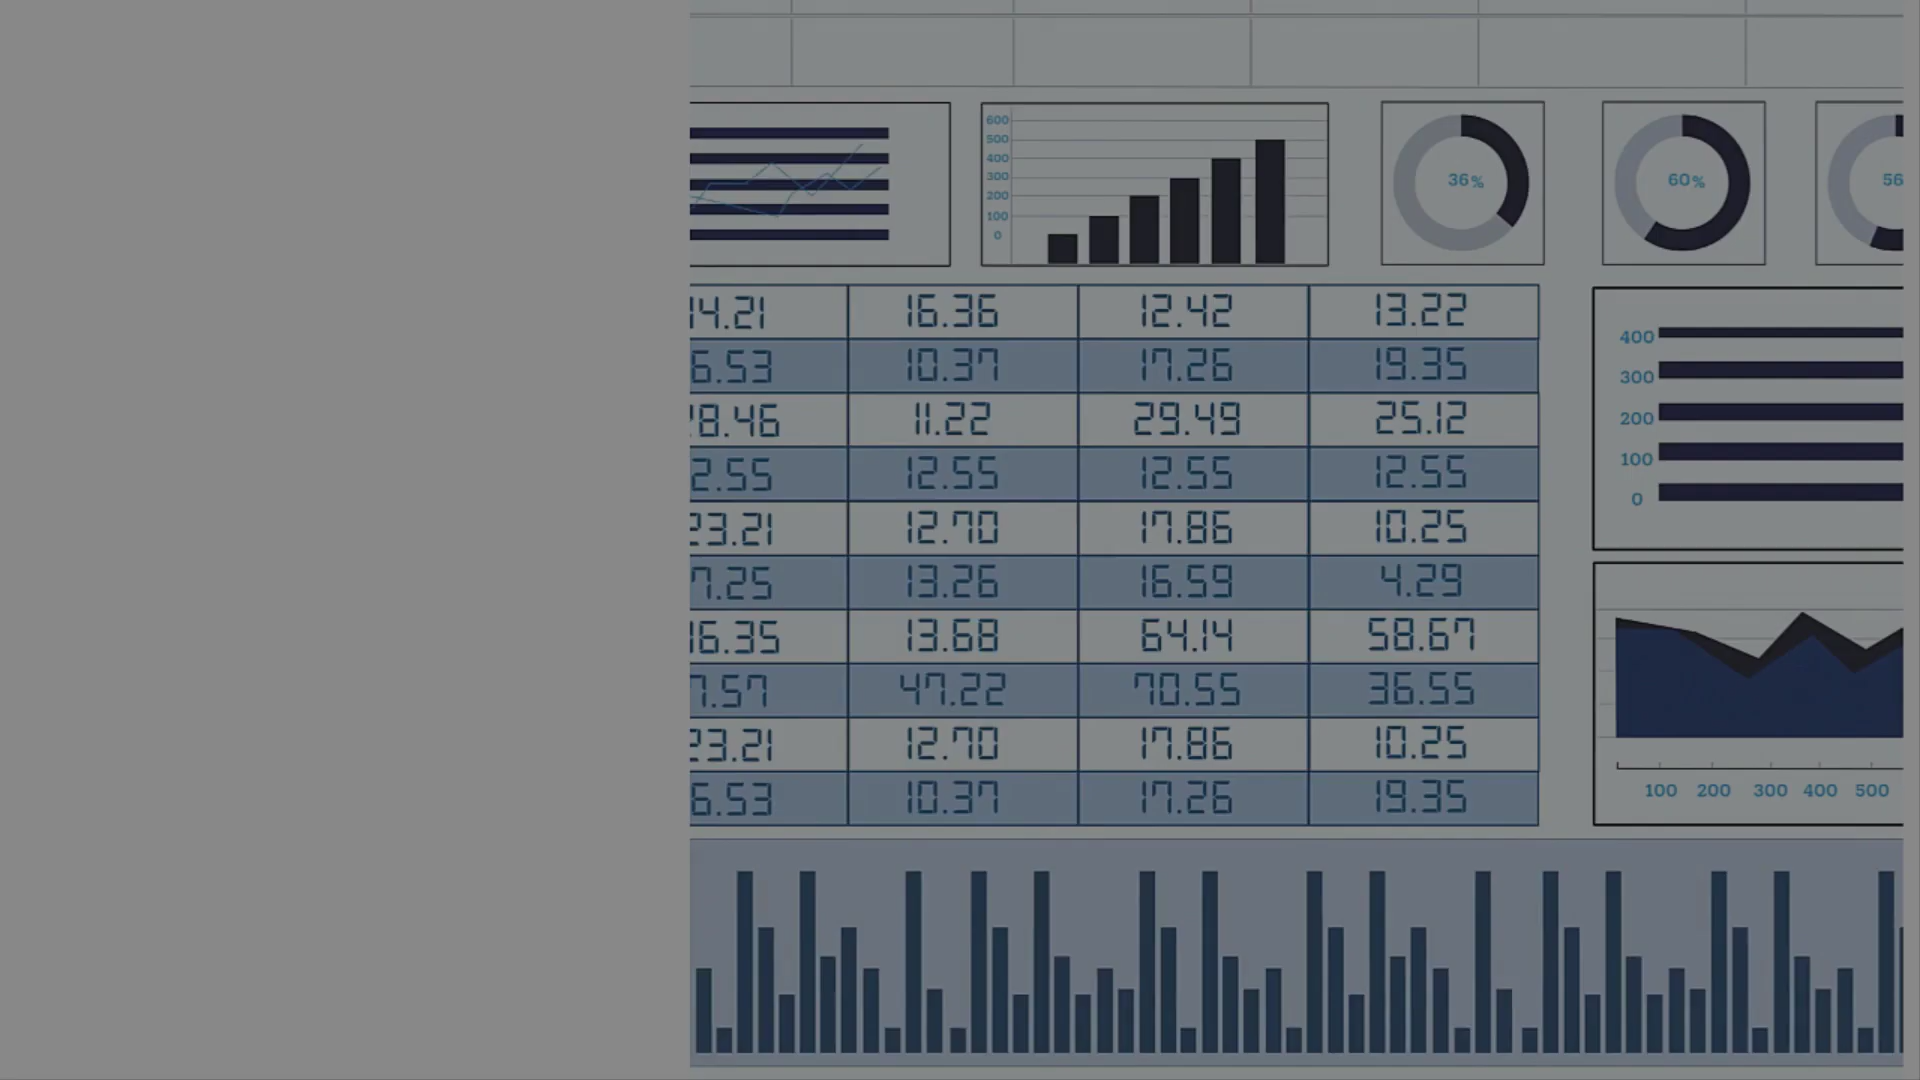 600
500
400
300
200
100
0
36%
60%
56
14.21 16.36 12.42 13.22
6.53 10.37 17.26 19.35
28.46 11.22 29.49 25.12
2.55 12.55 12.55 12.55
23.21 12.70 17.86 10.25
7.25 13.26 16.59 4.29
16.35 13.68 64.14 58.67
7.57 47.22 70.55 36.55
23.21 12.70 17.86 10.25
6.53 10.37 17.26 19.35
400
300
200
100
0
100 200 300 400 500